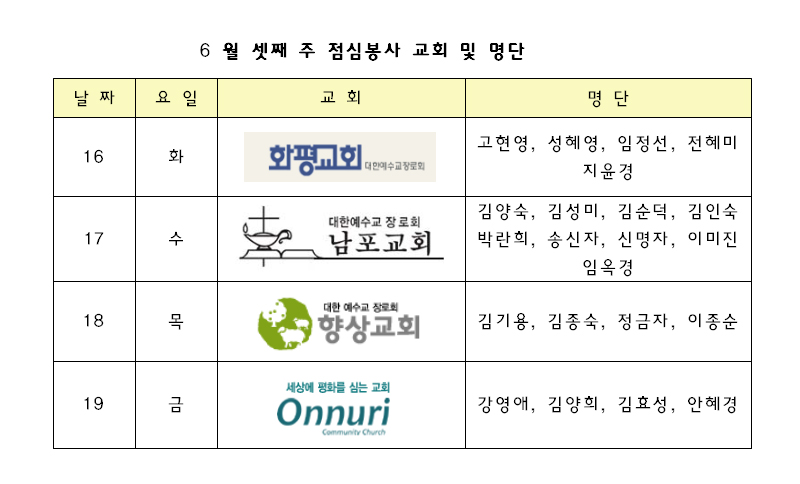 6 월 셋째 주 점심봉사 교회 및 명단
날 짜 요 일 교 회 명 단
16 화 화평교회 대한예수교장로회 고현영, 성혜영, 임정선, 전혜미
지윤경
17 수 대한예수교 장로회 김양숙, 김성미, 김순덕, 김인숙
남포교회 박란희, 송신자, 신명자, 이미진
임옥경
18 목 대한 예수교 장로회
향상교회 김기용, 김종숙, 정금자, 이종순
19 금 세상에 평화를 심는 교회
Onnuri 강영애, 김양희, 김효성, 안혜경
Community Church